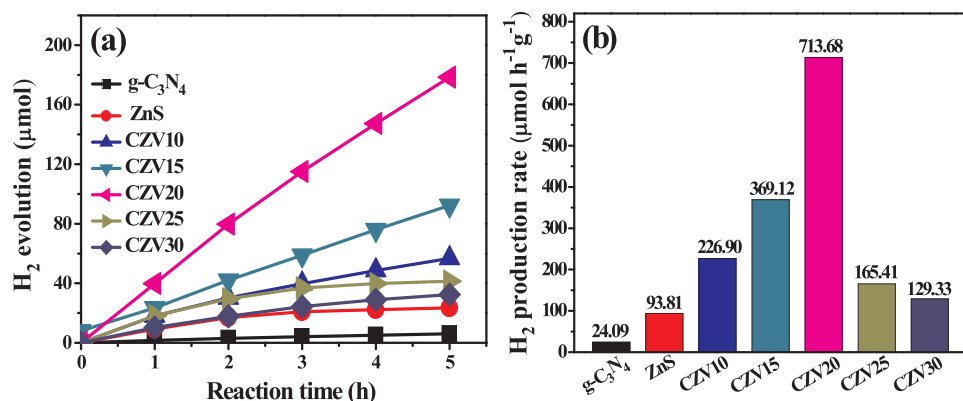 (a)
H2 evolution (μmol)
200
160
120
80
40
0
g-C3N4
ZnS
CZV10
CZV15
CZV20
CZV25
CZV30
0 1 2 3 4 5
Reaction time (h)
(b)
H2 production rate (μmol h-1g-1)
800
700
600
500
400
300
200
100
0
24.09
93.81
226.90
369.12
713.68
165.41
129.33
g-C3N4 ZnS CZV10 CZV15 CZV20 CZV25 CZV30